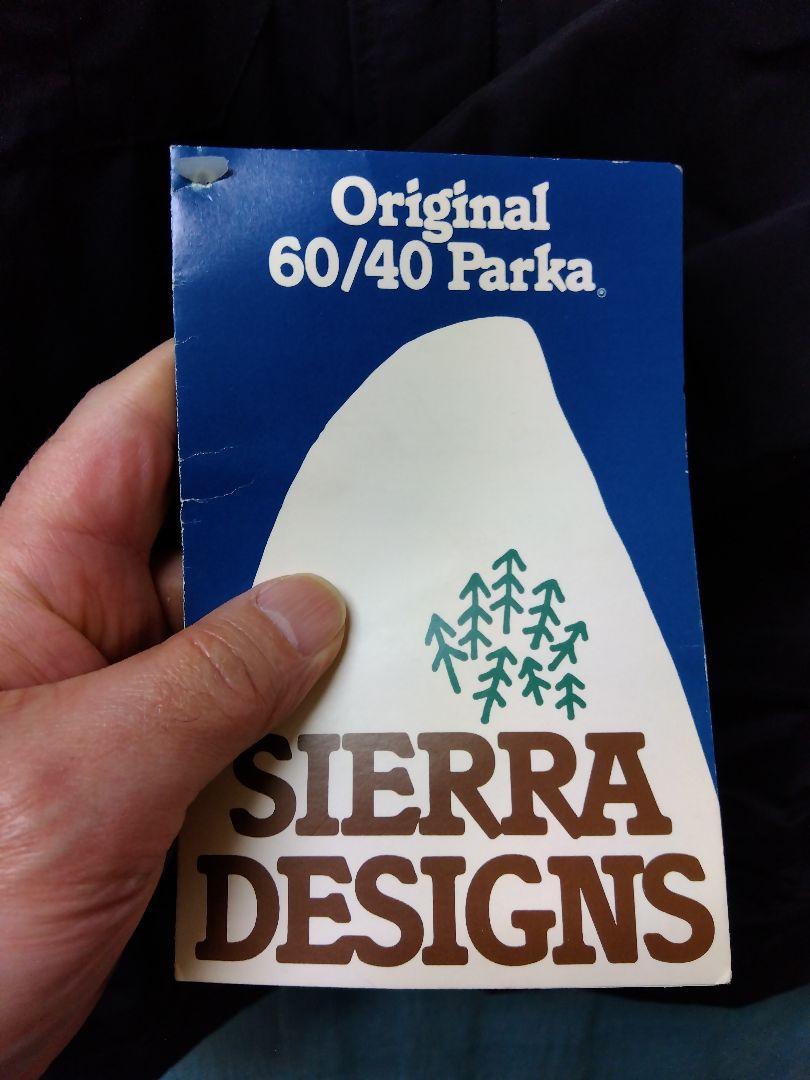 Original
60/40 Parka®
SIERRA
DESIGNS